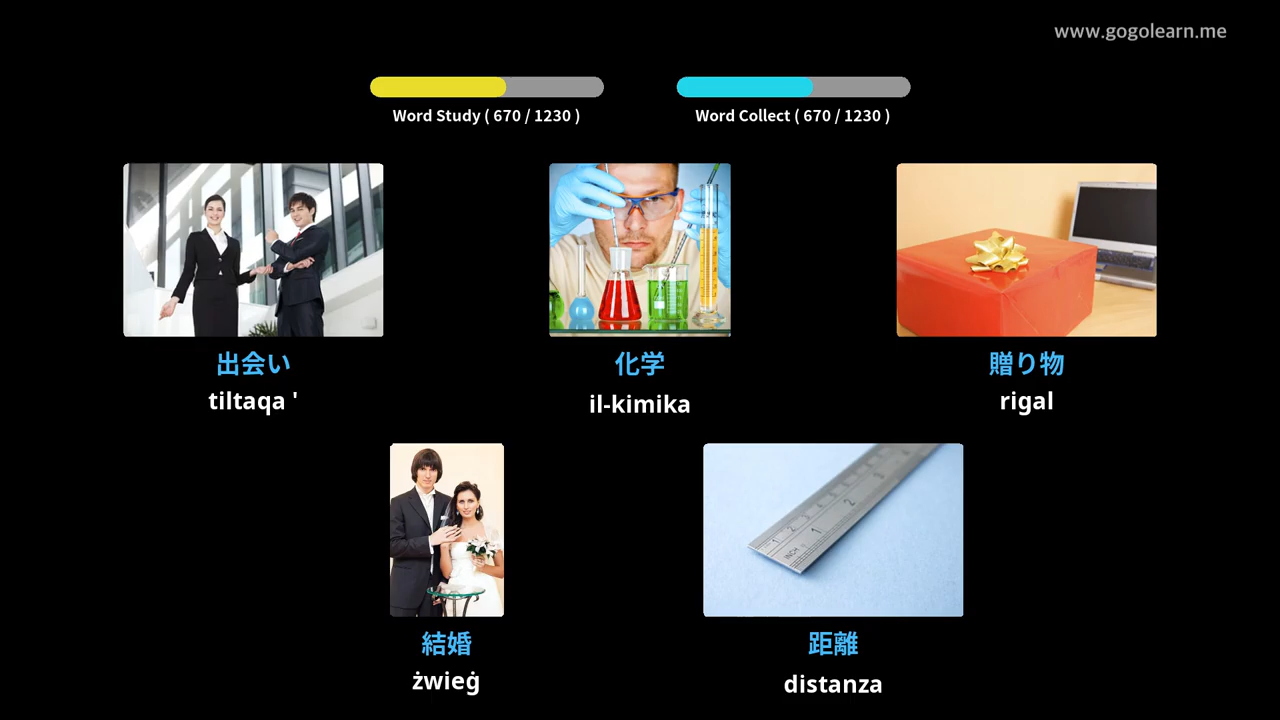 www.gogolearn.me
Word Study ( 670 / 1230 )
Word Collect ( 670 / 1230 )
出会い
tiltaqa '
化学
il-kimika
贈り物
rigal
結婚
żwieġ
距離
distanza